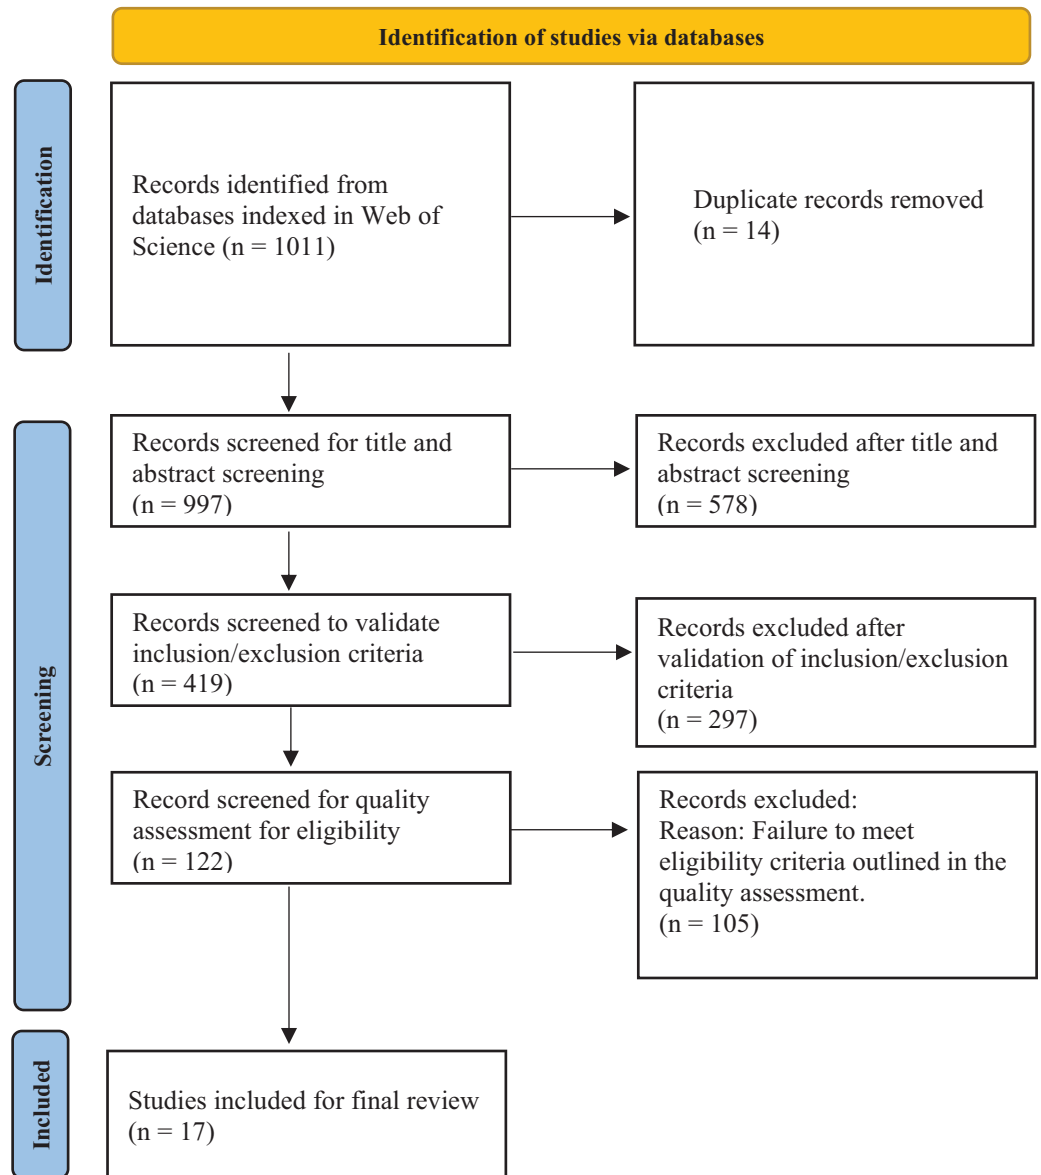 Identification of studies via databases
Identification
Records identified from
databases indexed in Web of
Science (n = 1011)
Duplicate records removed
(n = 14)
Screening
Records screened for title and
abstract screening
(n = 997)
Records excluded after title and
abstract screening
(n = 578)
Records screened to validate
inclusion/exclusion criteria
(n = 419)
Records excluded after
validation of inclusion/exclusion
criteria
(n = 297)
Record screened for quality
assessment for eligibility
(n = 122)
Records excluded:
Reason: Failure to meet
eligibility criteria outlined in the
quality assessment.
(n = 105)
Included
Studies included for final review
(n = 17)